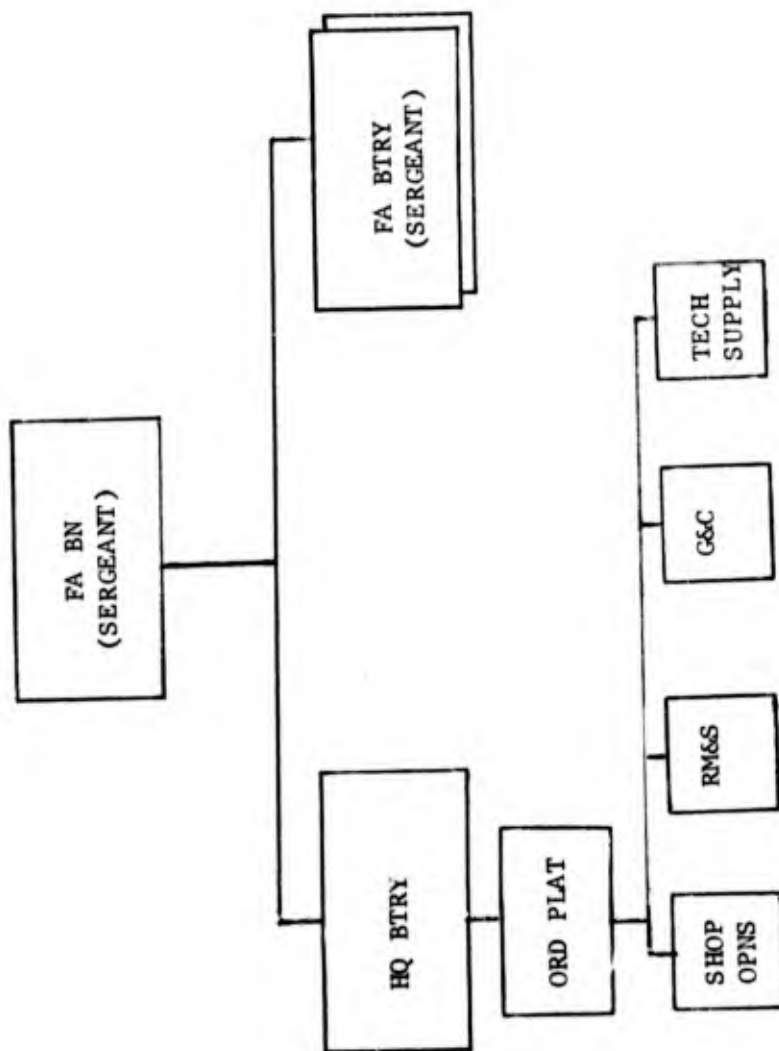 FA BN
(SERGEANT)
HQ BTRY
FA BTRY
(SERGEANT)
ORD PLAT
SHOP
OPNS
RM&S
G&C
TECH
SUPPLY